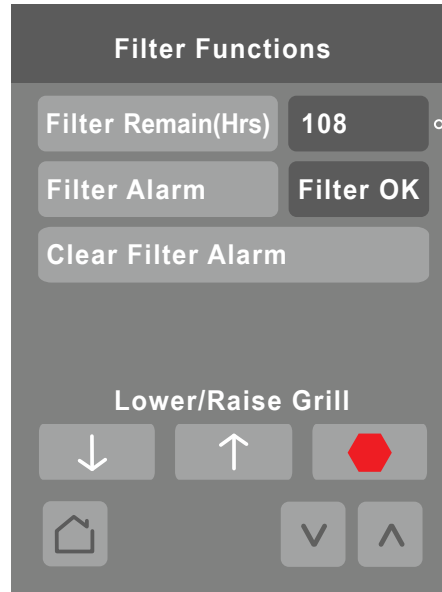 Filter Functions
Filter Remain(Hrs) 108
Filter Alarm Filter OK
Clear Filter Alarm
Lower/Raise Grill